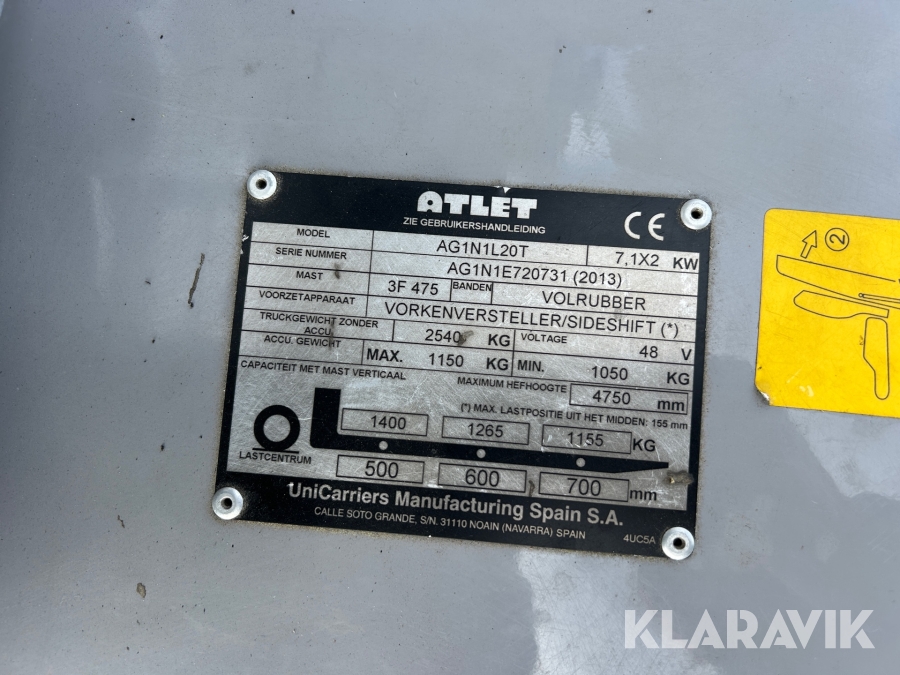 ATLET
ZIE GEBRUIKERSHANDLEIDING
CE
MODEL AG1N1L20T 7,1X2 KW
SERIE NUMMER AG1N1E720731 (2013)
MAST 3F 475 BANDEN VOLRUBBER
VOORZETAPPARAAT VORKENVERSTELLER/SIDESHIFT (*)
TRUCKGEWICHT ZONDER ACCU. 2540 KG VOLTAGE 48 V
ACCU. GEWICHT MAX. 1150 KG MIN. 1050 KG
CAPACITEIT MET MAST VERTICAAL MAXIMUM HEFHOOGTE 4750 mm
(*) MAX. LASTPOSITIE UIT HET MIDDEN: 155 mm
1400 1265 1155 KG
LASTCENTRUM 500 600 700 mm
UniCarriers Manufacturing Spain S.A.
CALLE SOTO GRANDE, S/N. 31110 NOAIN (NAVARRA) SPAIN 4UC5A
2
KLARAVIK